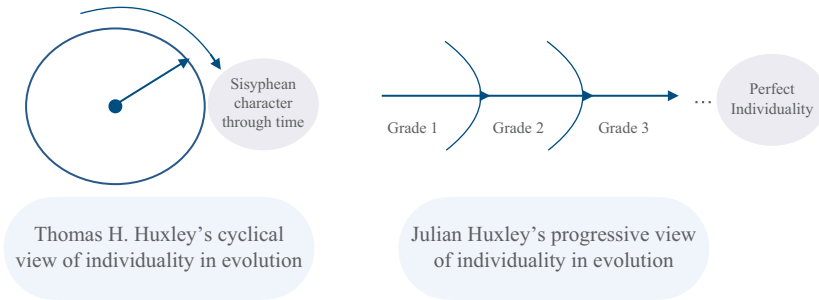 Sisyphean
character
through time
Grade 1
Grade 2
Grade 3
...
Perfect
Individuality
Thomas H. Huxley’s cyclical
view of individuality in evolution
Julian Huxley’s progressive view
of individuality in evolution